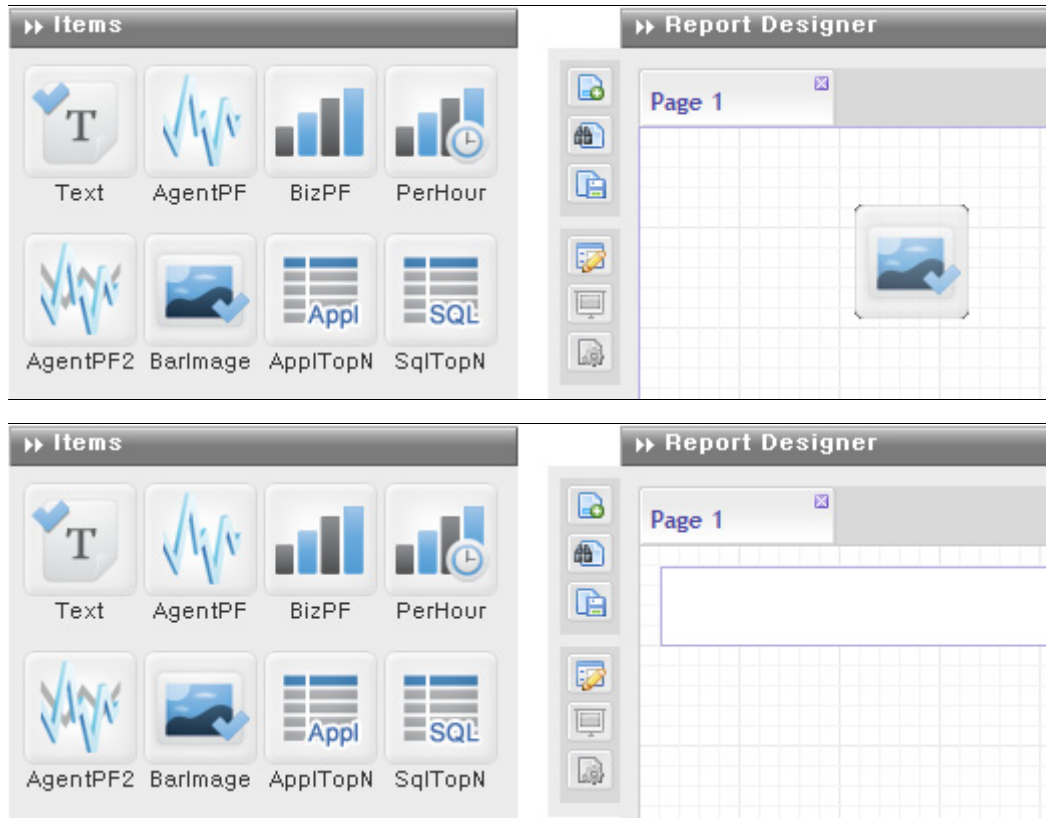 Items
Report Designer
Page 1
T
Text AgentPF BizPF PerHour
Appl SQL
AgentPF2 BarImage ApplTopN SqlTopN
Items
Report Designer
Page 1
T
Text AgentPF BizPF PerHour
Appl SQL
AgentPF2 BarImage ApplTopN SqlTopN